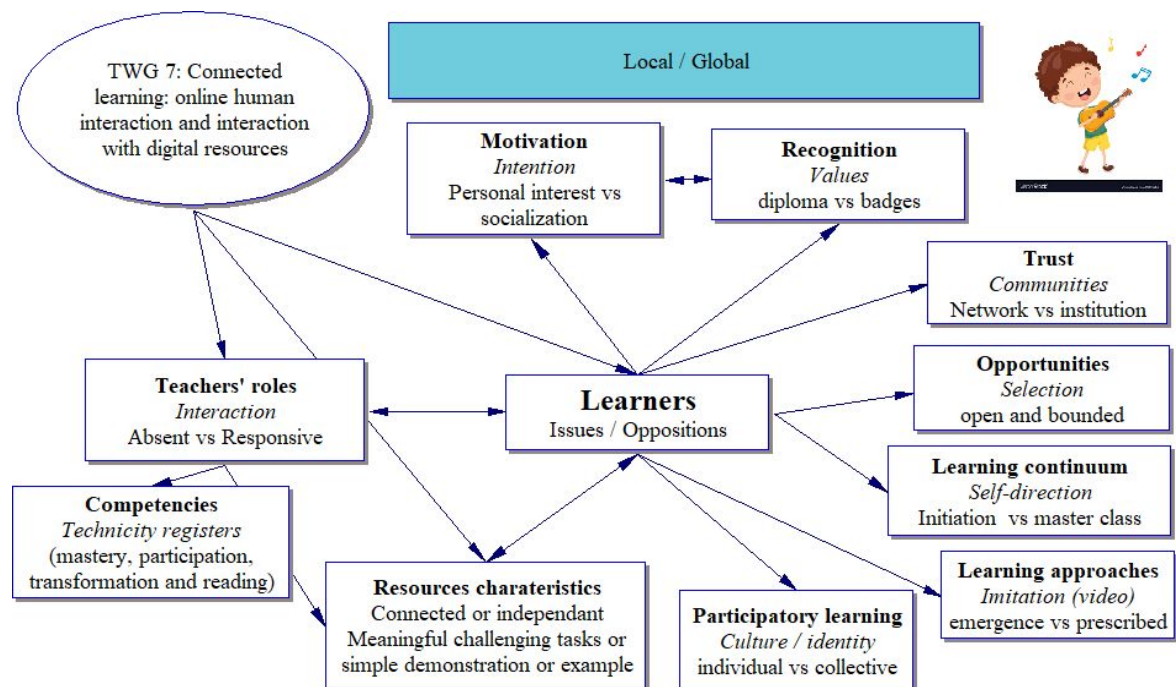 TWG 7: Connected
learning: online human
interaction and interaction
with digital resources
Local / Global
Motivation
Intention
Personal interest vs
socialization
Recognition
Values
diploma vs badges
Trust
Communities
Network vs institution
Teachers' roles
Interaction
Absent vs Responsive
Learners
Issues / Oppositions
Opportunities
Selection
open and bounded
Learning continuum
Self-direction
Initiation vs master class
Competencies
Technicity registers
(mastery, participation,
transformation and reading)
Resources charateristics
Connected or independant
Meaningful challenging tasks or
simple demonstration or example
Participatory learning
Culture / identity
individual vs collective
Learning approaches
Imitation (video)
emergence vs prescribed